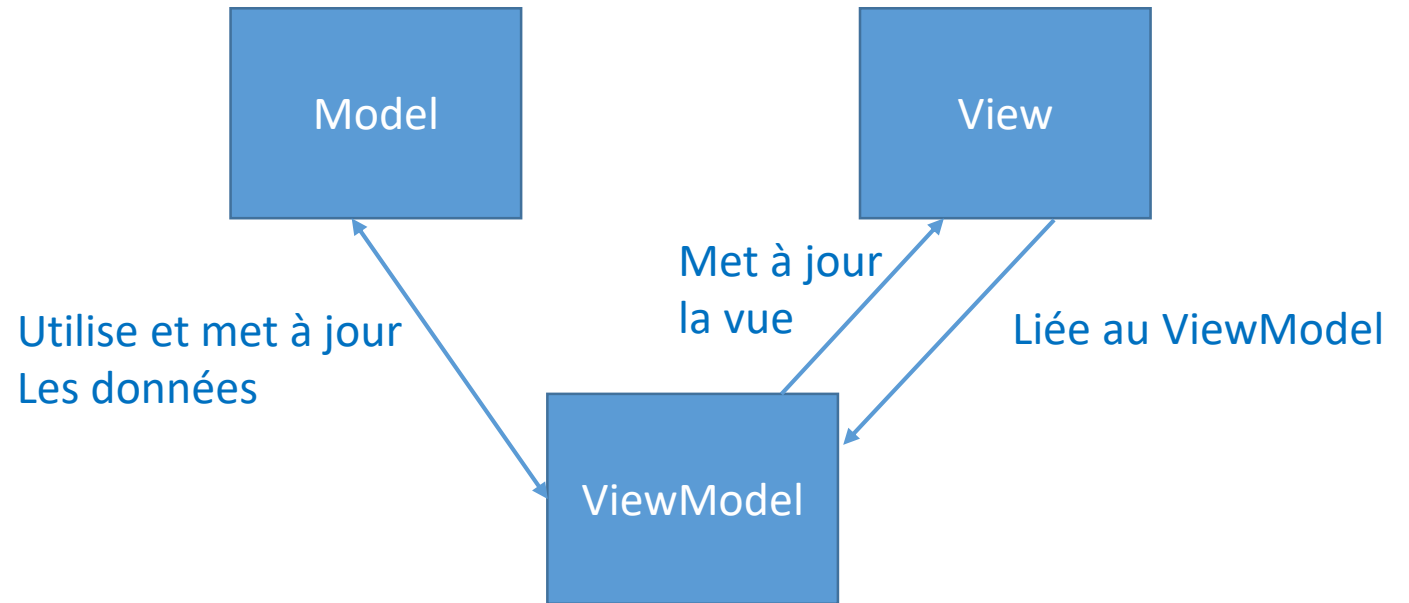 Model
View
Met à jour
la vue
Utilise et met à jour
Les données
Liée au ViewModel
ViewModel